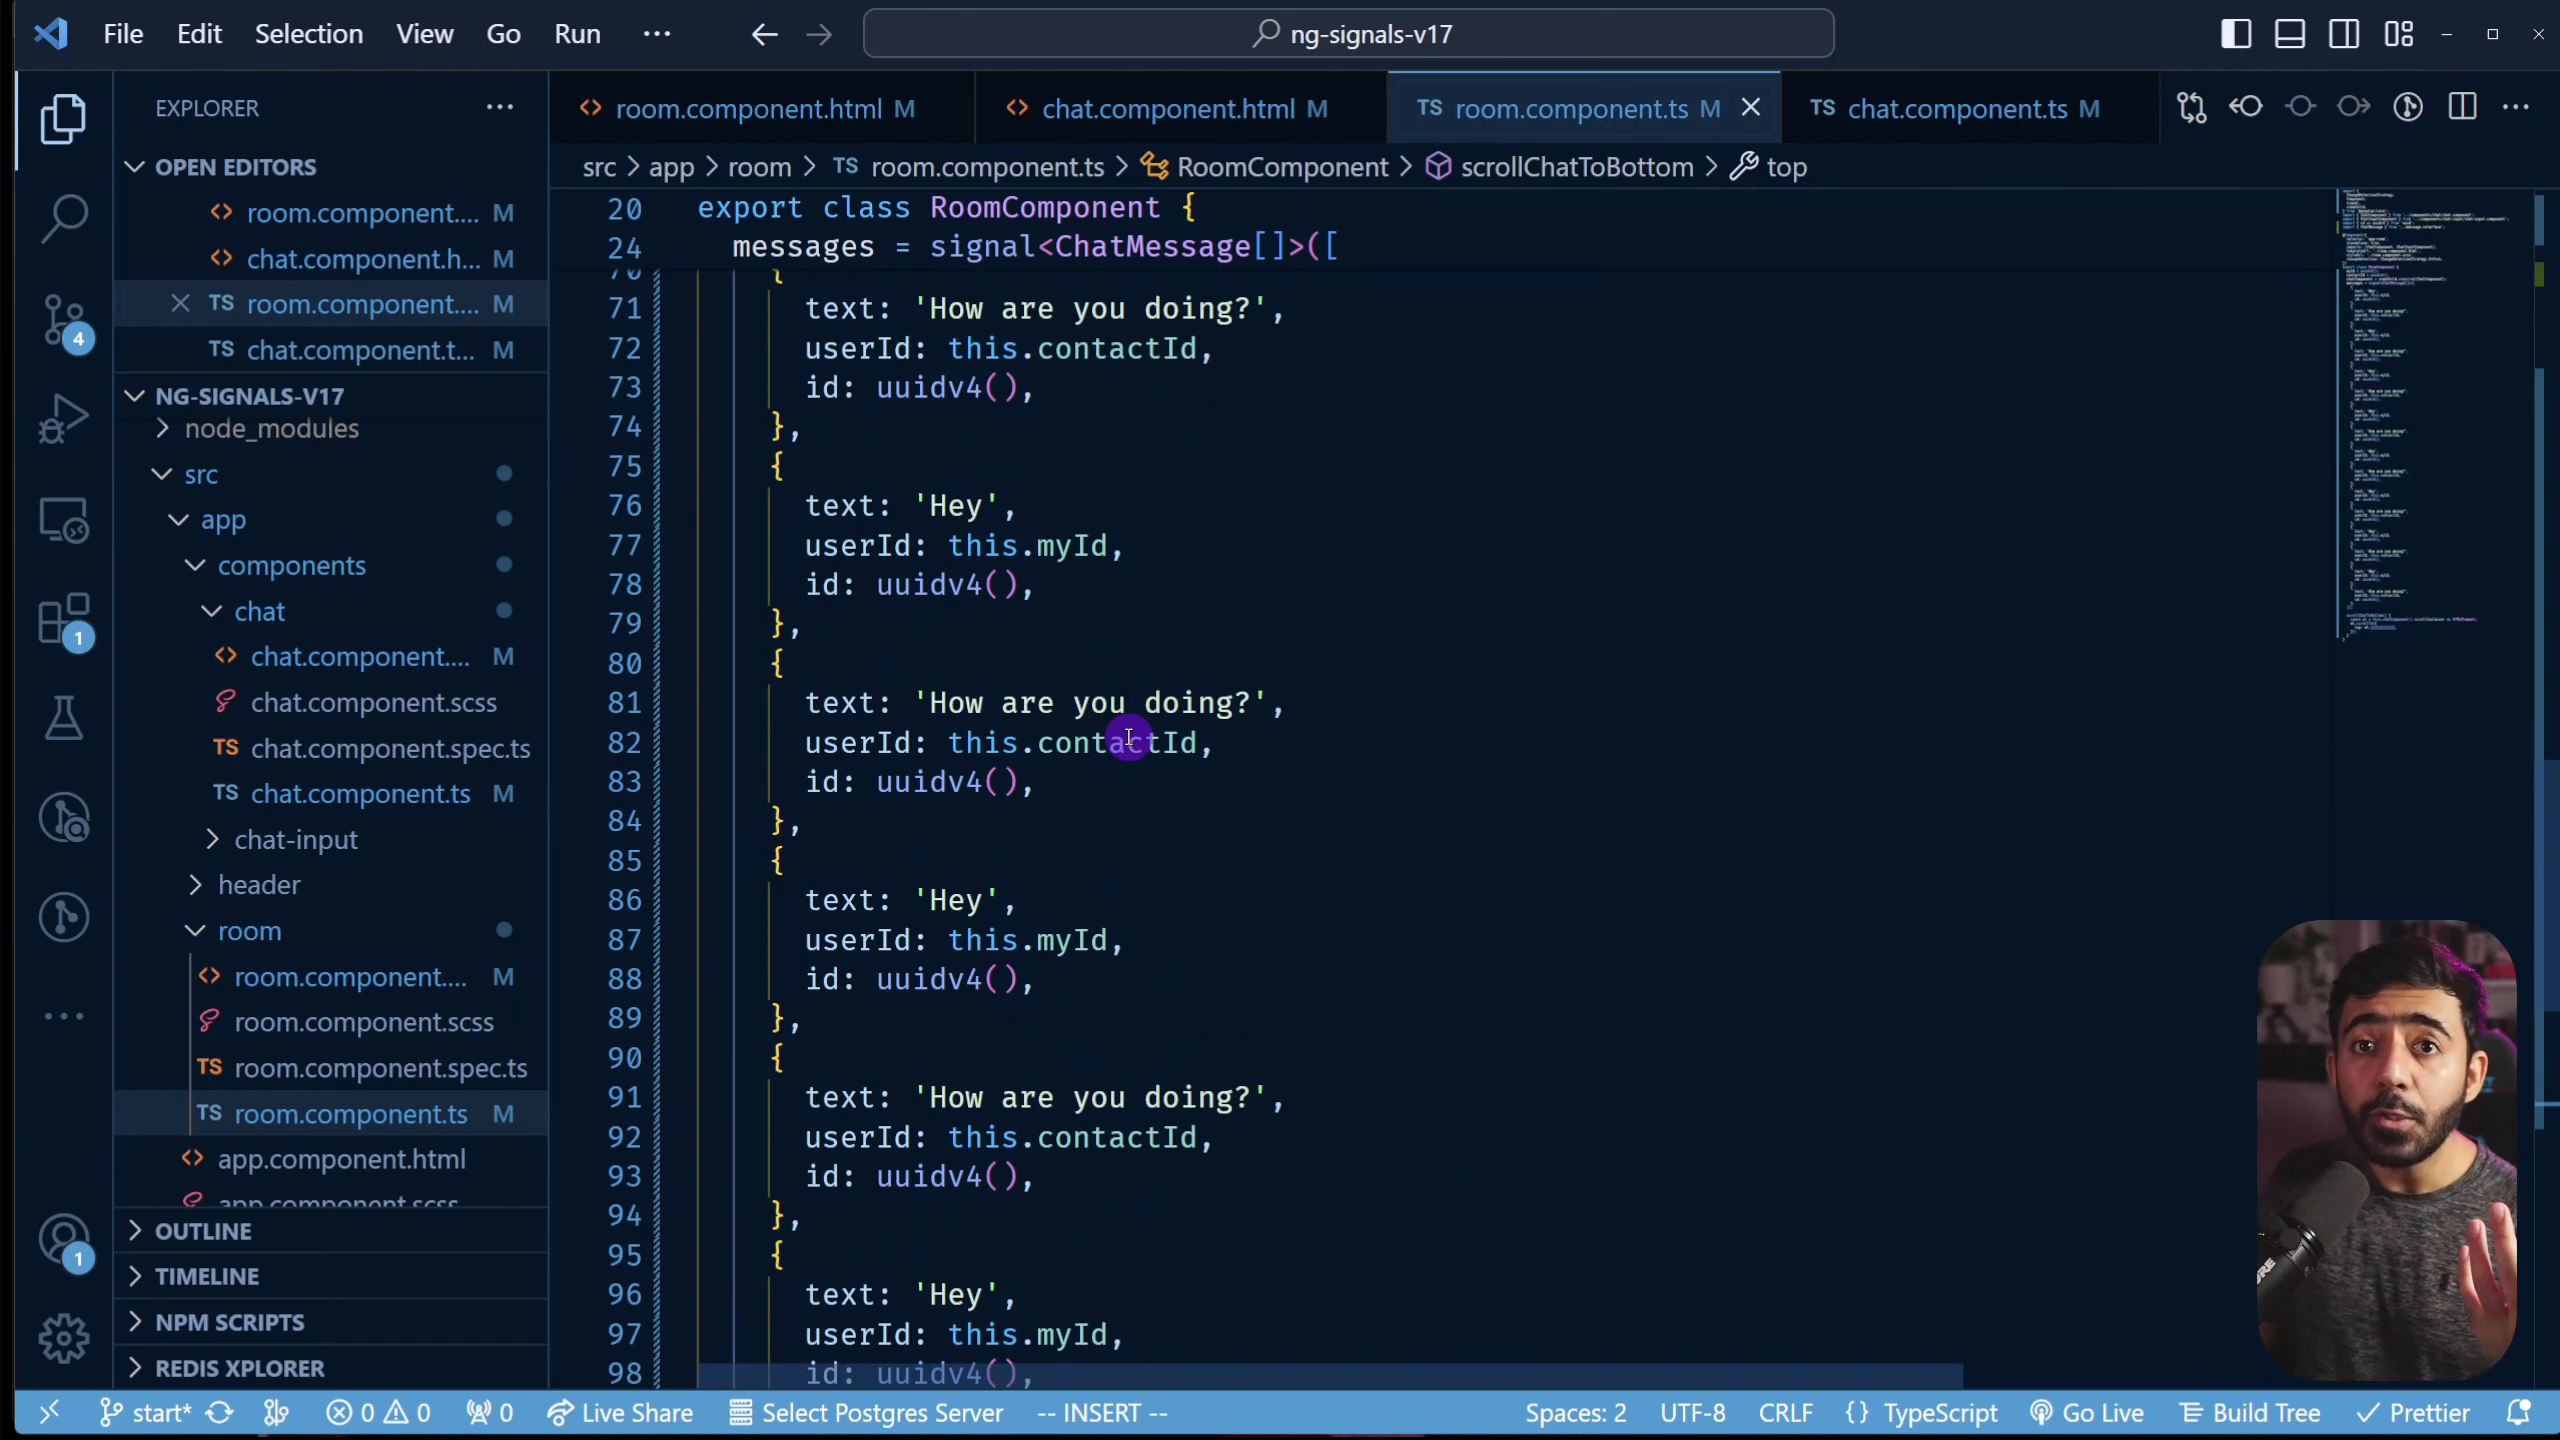 File Edit Selection View Go Run ··· ng-signals-v17
EXPLORER
OPEN EDITORS
room.component.... M
chat.component.h... M
room.component.... M
chat.component.t... M
NG-SIGNALS-V17
node_modules
src
app
components
chat
chat.component.... M
chat.component.scss
TS chat.component.spec.ts
TS chat.component.ts M
chat-input
header
room
room.component.... M
room.component.scss
TS room.component.spec.ts
TS room.component.ts M
app.component.html
app.component.scss
OUTLINE
TIMELINE
NPM SCRIPTS
REDIS XPLORER
4
1
1
room.component.html M chat.component.html M TS room.component.ts M TS chat.component.ts M
src > app > room > TS room.component.ts > RoomComponent > scrollChatToBottom > top
20 export class RoomComponent {
24 messages = signal<ChatMessage[]>([
70 {
71 text: 'How are you doing?',
72 userId: this.contactId,
73 id: uuidv4(),
74 },
75 {
76 text: 'Hey',
77 userId: this.myId,
78 id: uuidv4(),
79 },
80 {
81 text: 'How are you doing?',
82 userId: this.contactId,
83 id: uuidv4(),
84 },
85 {
86 text: 'Hey',
87 userId: this.myId,
88 id: uuidv4(),
89 },
90 {
91 text: 'How are you doing?',
92 userId: this.contactId,
93 id: uuidv4(),
94 },
95 {
96 text: 'Hey',
97 userId: this.myId,
98 id: uuidv4(),
start* 0 0 0 Live Share Select Postgres Server -- INSERT -- Spaces: 2 UTF-8 CRLF {} TypeScript Go Live Build Tree Prettier